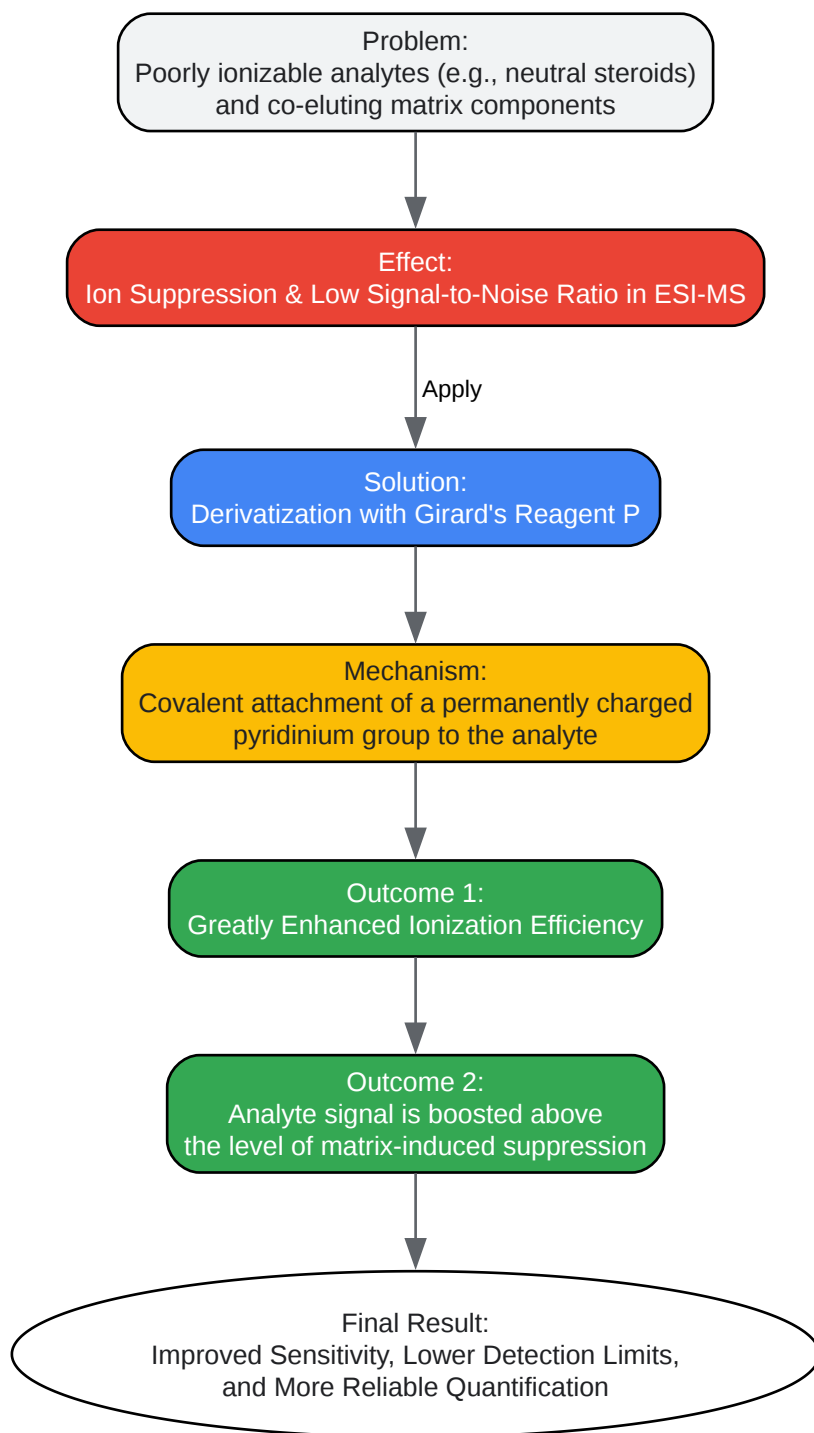 Problem:
Poorly ionizable analytes (e.g., neutral steroids)
and co-eluting matrix components
Effect:
Ion Suppression & Low Signal-to-Noise Ratio in ESI-MS
Apply
Solution:
Derivatization with Girard's Reagent P
Mechanism:
Covalent attachment of a permanently charged
pyridinium group to the analyte
Outcome 1:
Greatly Enhanced Ionization Efficiency
Outcome 2:
Analyte signal is boosted above
the level of matrix-induced suppression
Final Result:
Improved Sensitivity, Lower Detection Limits,
and More Reliable Quantification